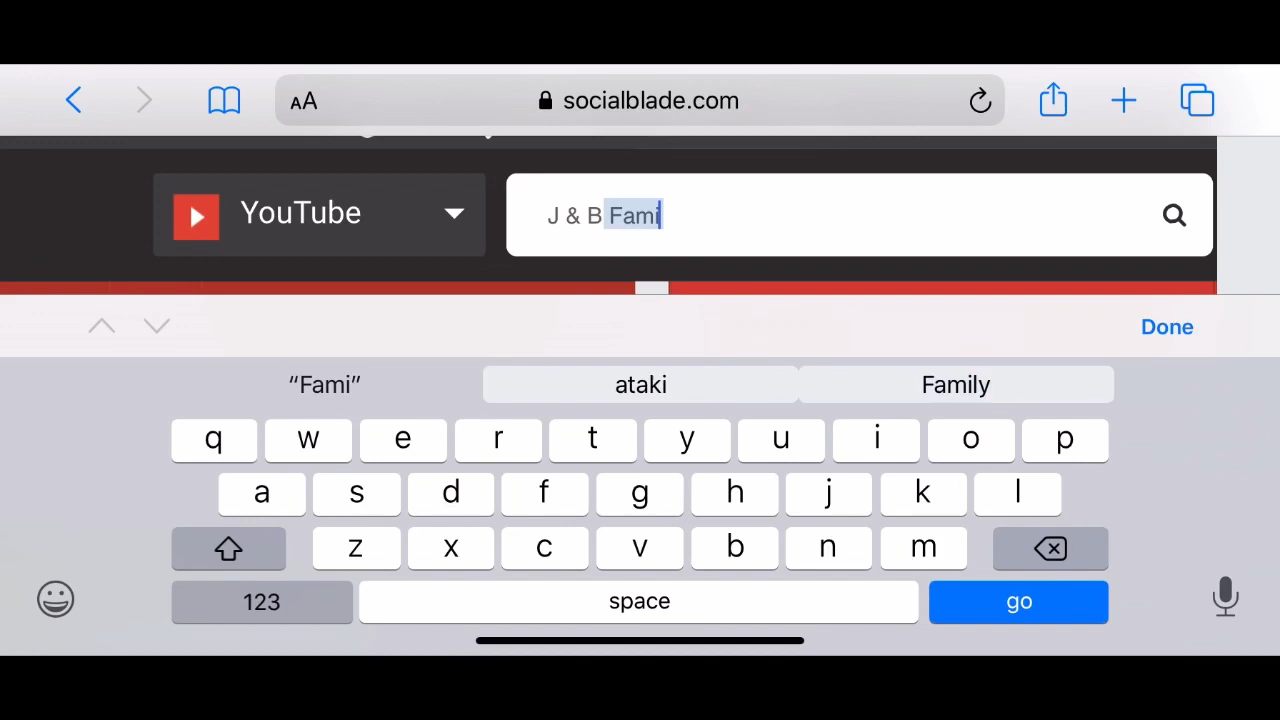 AA socialblade.com
YouTube J & B Fami
Done
“Fami” ataki Family
q w e r t y u i o p
a s d f g h j k l
z x c v b n m
123 space go